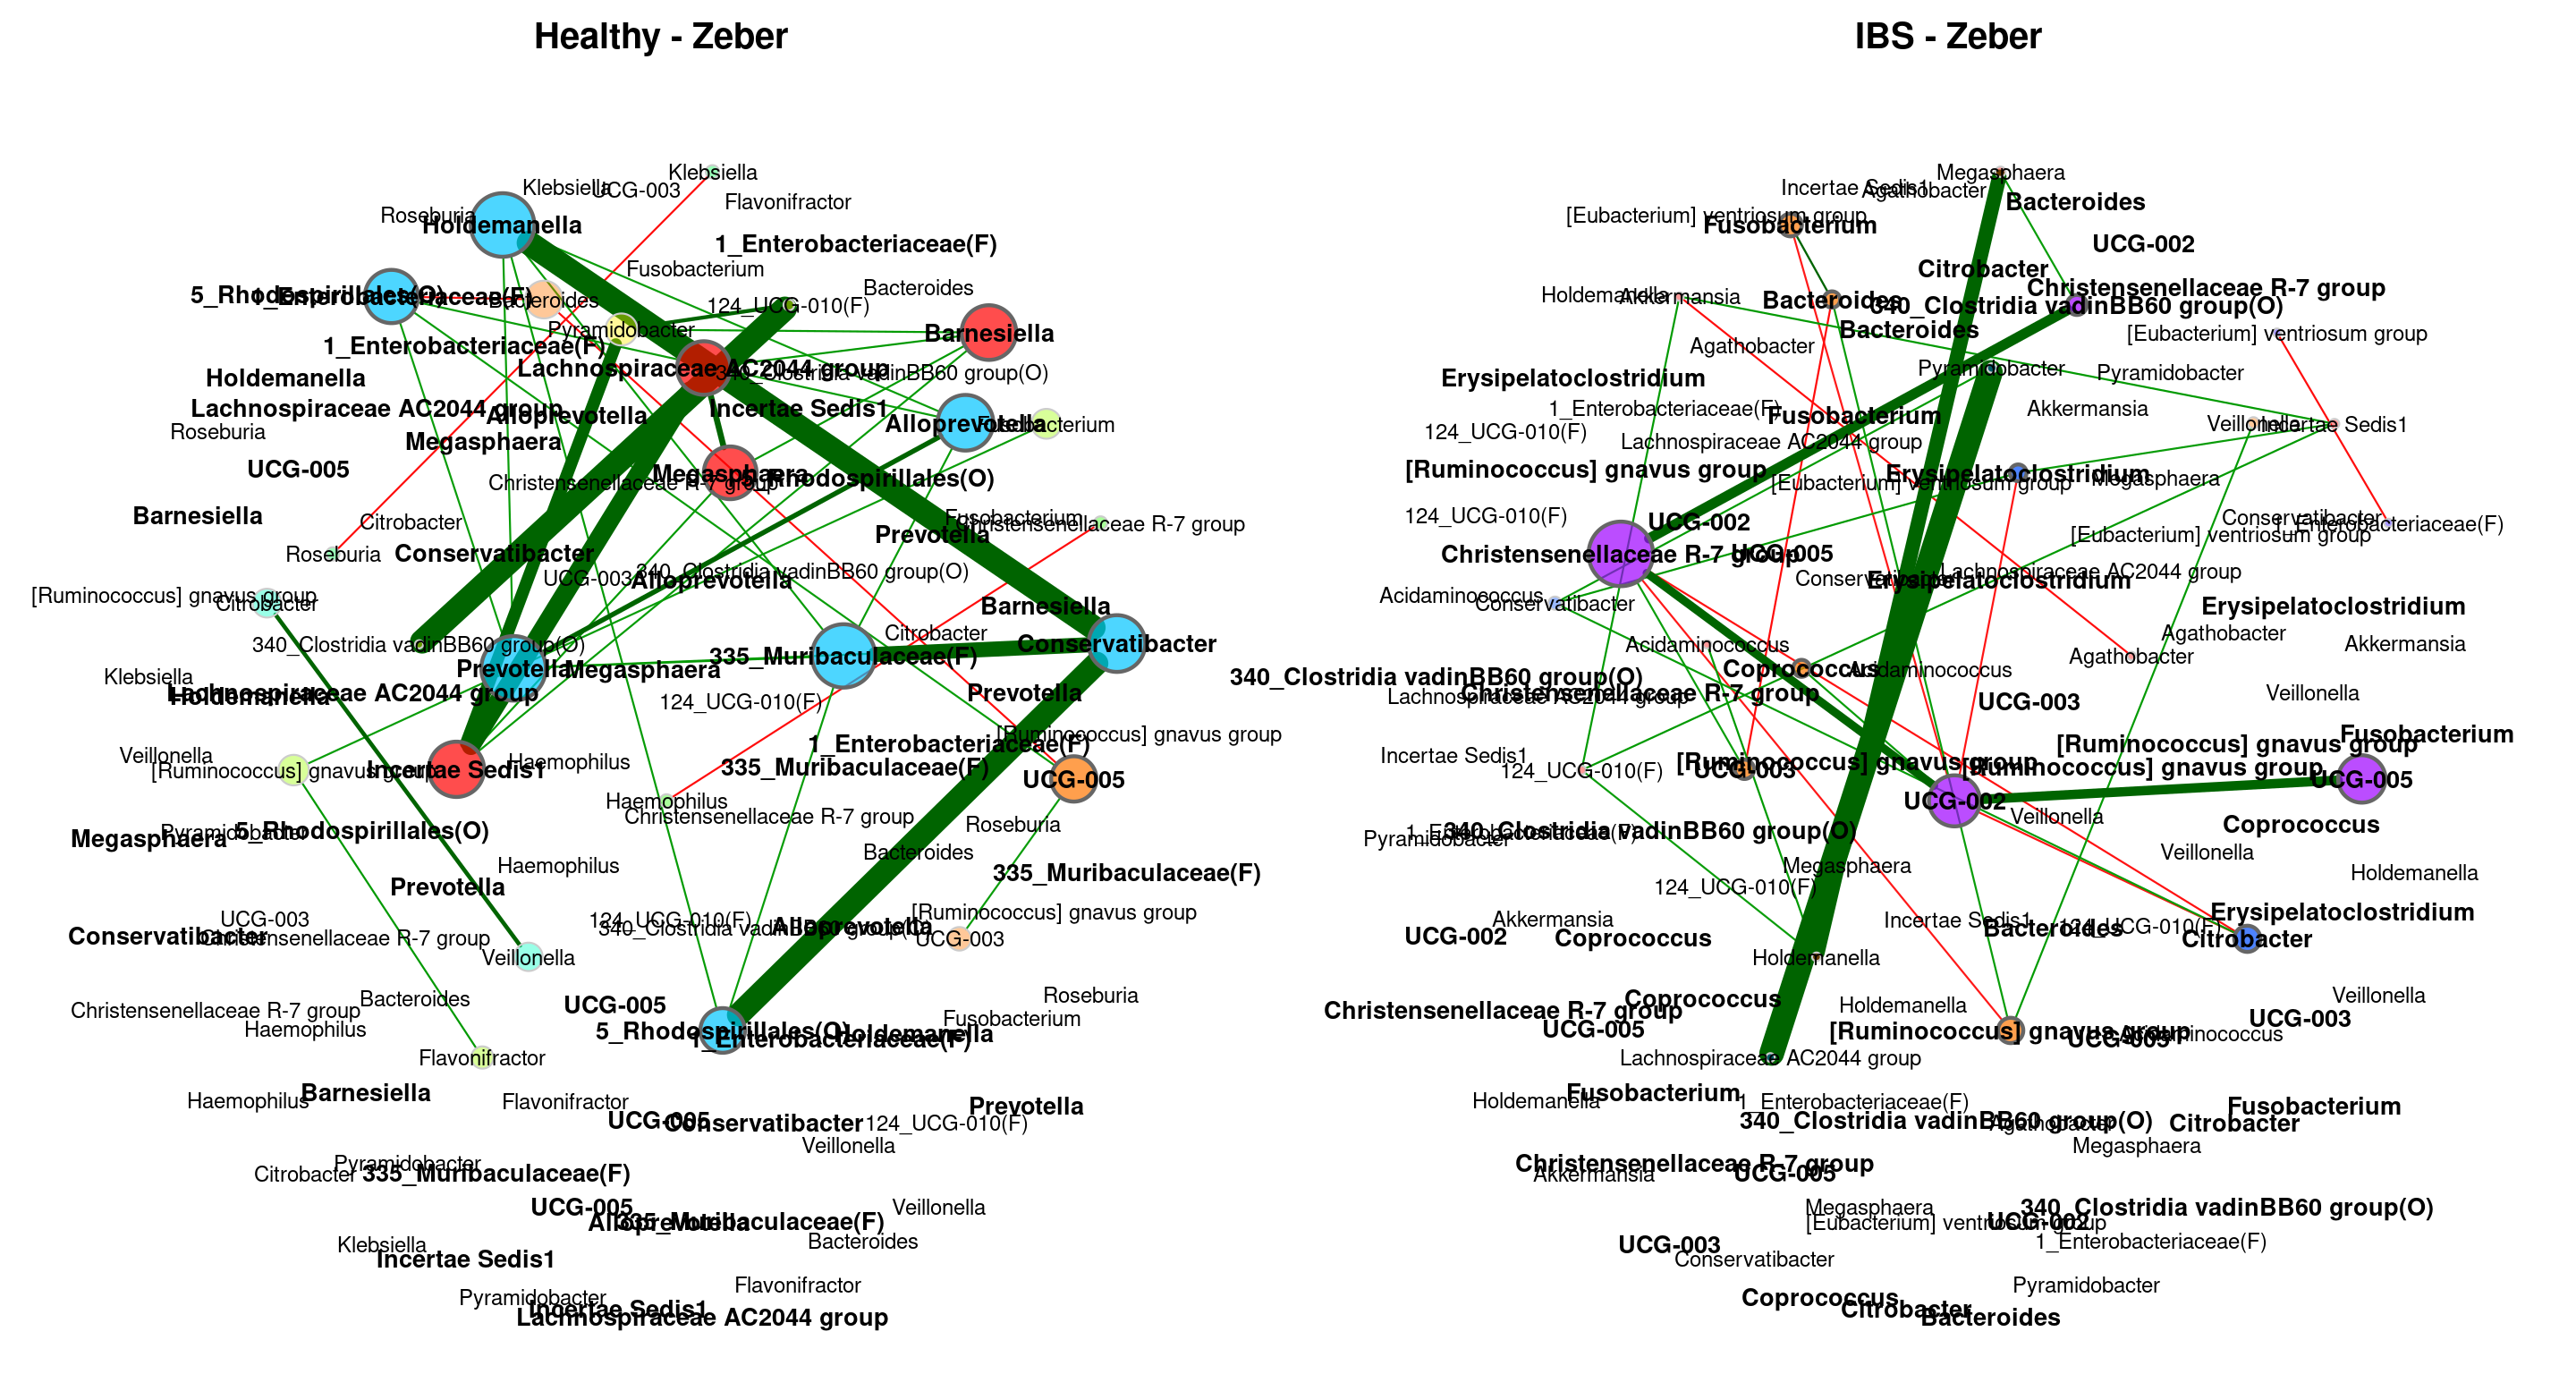 Healthy - Zeber
Klebsiella
Klebsiella
UCG-003
Flavonifractor
Roseburia
Holdemanella
1_Enterobacteriaceae(F)
Fusobacterium
Bacteroides
5_Rhodospirillales(O)
1_Enterobacteriaceae(F)
Bacteroides
124_UCG-010(F)
Pyramidobacter
Barnesiella
1_Enterobacteriaceae(F)
Lachnospiraceae AC2044 group
340_Clostridia vadinBB60 group(O)
Holdemanella
Lachnospiraceae AC2044 group
Alloprevotella
Incertae Sedis1
Alloprevotella
Fusobacterium
Roseburia
Megasphaera
UCG-005
Megasphaera
5_Rhodospirillales(O)
Christensenellaceae R-7 group
Barnesiella
Citrobacter
Fusobacterium
Christensenellaceae R-7 group
Prevotella
Roseburia
Conservatibacter
340_Clostridia vadinBB60 group(O)
UCG-003
Alloprevotella
[Ruminococcus] gnavus group
Citrobacter
Barnesiella
Citrobacter
340_Clostridia vadinBB60 group(O)
Conservatibacter
335_Muribaculaceae(F)
Prevotella
Megasphaera
Klebsiella
Lachnospiraceae AC2044 group
Holdemanella
Prevotella
124_UCG-010(F)
[Ruminococcus] gnavus group
1_Enterobacteriaceae(F)
Veillonella
[Ruminococcus] gnavus group
Incertae Sedis1
Haemophilus
335_Muribaculaceae(F)
UCG-005
Haemophilus
Christensenellaceae R-7 group
Roseburia
Megasphaera
Pyramidobacter
5_Rhodospirillales(O)
Bacteroides
Haemophilus
335_Muribaculaceae(F)
Prevotella
[Ruminococcus] gnavus group
UCG-003
124_UCG-010(F)
340_Clostridia vadinBB60 group(O)
Alloprevotella
Conservatibacter
Christensenellaceae R-7 group
UCG-003
Veillonella
Bacteroides
UCG-005
Roseburia
Christensenellaceae R-7 group
Haemophilus
Fusobacterium
5_Rhodospirillales(O)
Holdemanella
1_Enterobacteriaceae(F)
Flavonifractor
Barnesiella
Haemophilus
Flavonifractor
Prevotella
UCG-005
Conservatibacter
124_UCG-010(F)
Veillonella
Pyramidobacter
Citrobacter
335_Muribaculaceae(F)
UCG-005
Veillonella
Alloprevotella
335_Muribaculaceae(F)
Bacteroides
Klebsiella
Incertae Sedis1
Flavonifractor
Pyramidobacter
Incertae Sedis1
Lachnospiraceae AC2044 group
IBS - Zeber
Megasphaera
Incertae Sedis1
Agathobacter
Bacteroides
[Eubacterium] ventriosum group
Fusobacterium
UCG-002
Citrobacter
Christensenellaceae R-7 group
Holdemanella
Akkermansia
Bacteroides
340_Clostridia vadinBB60 group(O)
Bacteroides
[Eubacterium] ventriosum group
Agathobacter
Pyramidobacter
Pyramidobacter
Erysipelatoclostridium
1_Enterobacteriaceae(F)
Fusobacterium
Akkermansia
Veillonella
Incertae Sedis1
124_UCG-010(F)
Lachnospiraceae AC2044 group
[Ruminococcus] gnavus group
Erysipelatoclostridium
Megasphaera
[Eubacterium] ventriosum group
124_UCG-010(F)
UCG-002
Conservatibacter
1_Enterobacteriaceae(F)
[Eubacterium] ventriosum group
Christensenellaceae R-7 group
UCG-005
Conservatibacter
Lachnospiraceae AC2044 group
Erysipelatoclostridium
Acidaminococcus
Conservatibacter
Erysipelatoclostridium
Agathobacter
Acidaminococcus
Akkermansia
Agathobacter
Coprococcus
Acidaminococcus
340_Clostridia vadinBB60 group(O)
Lachnospiraceae AC2044 group
Christensenellaceae R-7 group
Veillonella
UCG-003
Fusobacterium
[Ruminococcus] gnavus group
Incertae Sedis1
124_UCG-010(F)
[Ruminococcus] gnavus group
UCG-003
[Ruminococcus] gnavus group
UCG-005
UCG-002
Veillonella
Coprococcus
Pyramidobacter
1_Enterobacteriaceae(F)
340_Clostridia vadinBB60 group(O)
Veillonella
Megasphaera
Holdemanella
124_UCG-010(F)
Erysipelatoclostridium
Akkermansia
Incertae Sedis1
Bacteroides
124_UCG-010(F)
Citrobacter
UCG-002
Coprococcus
Holdemanella
Veillonella
Coprococcus
Holdemanella
Christensenellaceae R-7 group
UCG-003
UCG-005
[Ruminococcus] gnavus group
UCG-005
Acidaminococcus
Lachnospiraceae AC2044 group
Fusobacterium
Holdemanella
1_Enterobacteriaceae(F)
Fusobacterium
340_Clostridia vadinBB60 group(O)
Agathobacter
Citrobacter
Megasphaera
Christensenellaceae R-7 group
Akkermansia
UCG-005
Megasphaera
340_Clostridia vadinBB60 group(O)
[Eubacterium] ventriosum group
UCG-002
1_Enterobacteriaceae(F)
UCG-003
Conservatibacter
Pyramidobacter
Coprococcus
Citrobacter
Bacteroides